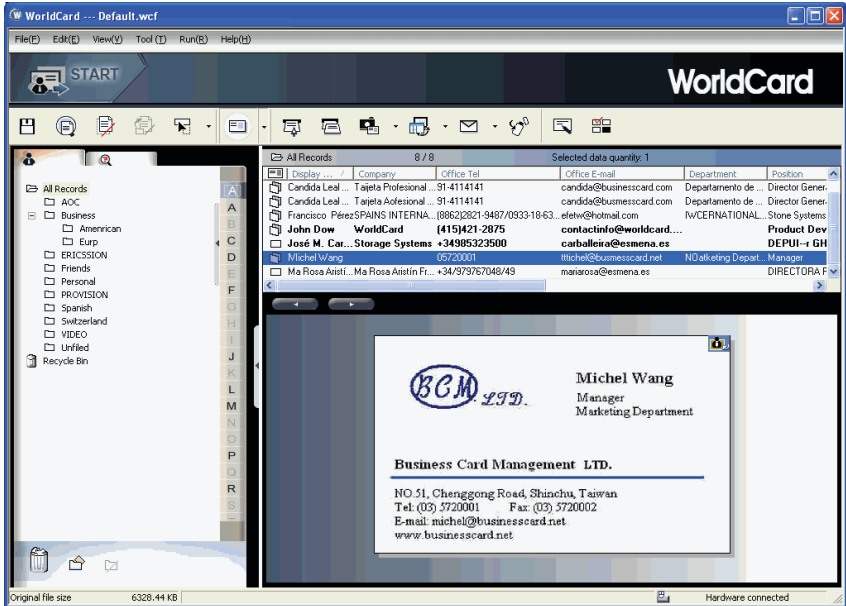 WorldCard --- Default.wcf
File(F) Edit(E) View(V) Tool (T) Run(R) Help(H)
START
WorldCard
All Records 8 / 8 Selected data quantity: 1
Display ... Company Office Tel Office E-mail Department Position
Candida Leal ... Tajeta Profesional ... 91-4114141 candida@businesscard.com Departamento de ... Director Gener
Candida Leal ... Tarjeta Aofesional ... 91-4114141 candida@busmesscard.com Departamento de ... Director Gener
Francisco Pérez SPAINS INTERNA... (8862)2821-9487/0933-18-63... efetw@hotmail.com IWCERNATIONAL... Stone Systems
John Dow WorldCard (415)421-2875 contactinfo@worldcard.... Product Dev
José M. Car... Storage Systems +34985323500 carballeira@esmena.es DEPUI--r GH
Michel Wang 05720001 tttichel@busmesscard.net NOatketing Depart... Manager
Ma Rosa Aristí... Ma Rosa Aristín Fr... +34/979767048/49 mariarosa@esmena.es DIRECTORA F
All Records
AOC
Business
Amenrican
Eurp
ERICSSION
Friends
Personal
PROVISION
Spanish
Switzerland
VIDEO
Unfiled
Recycle Bin
A
A
B
C
D
E
F
G
H
I
J
K
L
M
N
O
P
Q
R
S
BCM. LTD.
Michel Wang
Manager
Marketing Department
Business Card Management LTD.
NO.51, Chenggong Road, Shinchu, Taiwan
Tel: (03) 5720001 Fax: (03) 5720002
E-mail: michel@businesscard.net
www.businesscard.net
Original file size 6328.44 KB Hardware connected